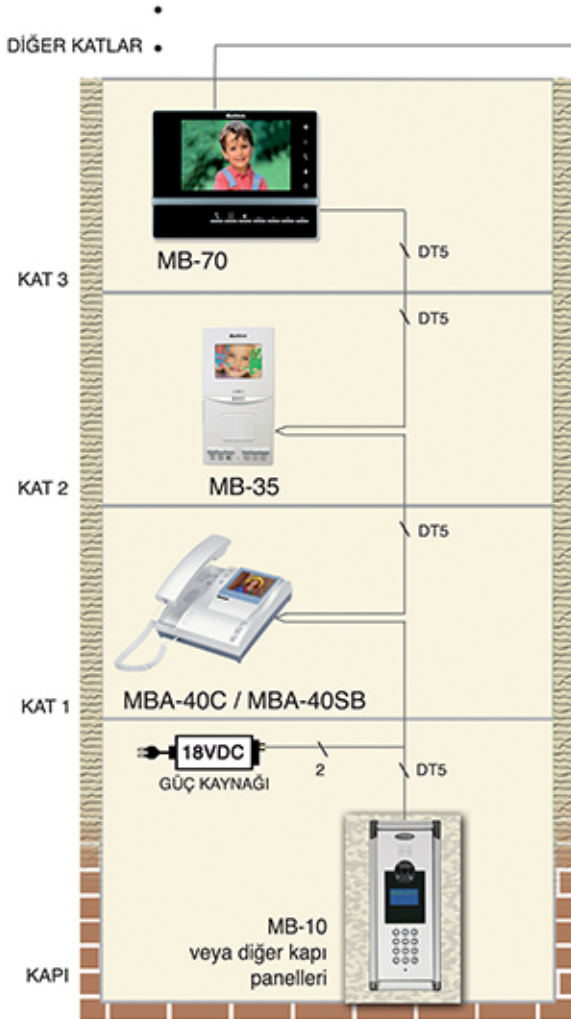 DİĞER KATLAR
MB-70
DT5
KAT 3
DT5
MB-35
KAT 2
DT5
MBA-40C / MBA-40SB
KAT 1
18VDC
2
DT5
GÜÇ KAYNAĞI
MB-10
veya diğer kapı
panelleri
KAPI